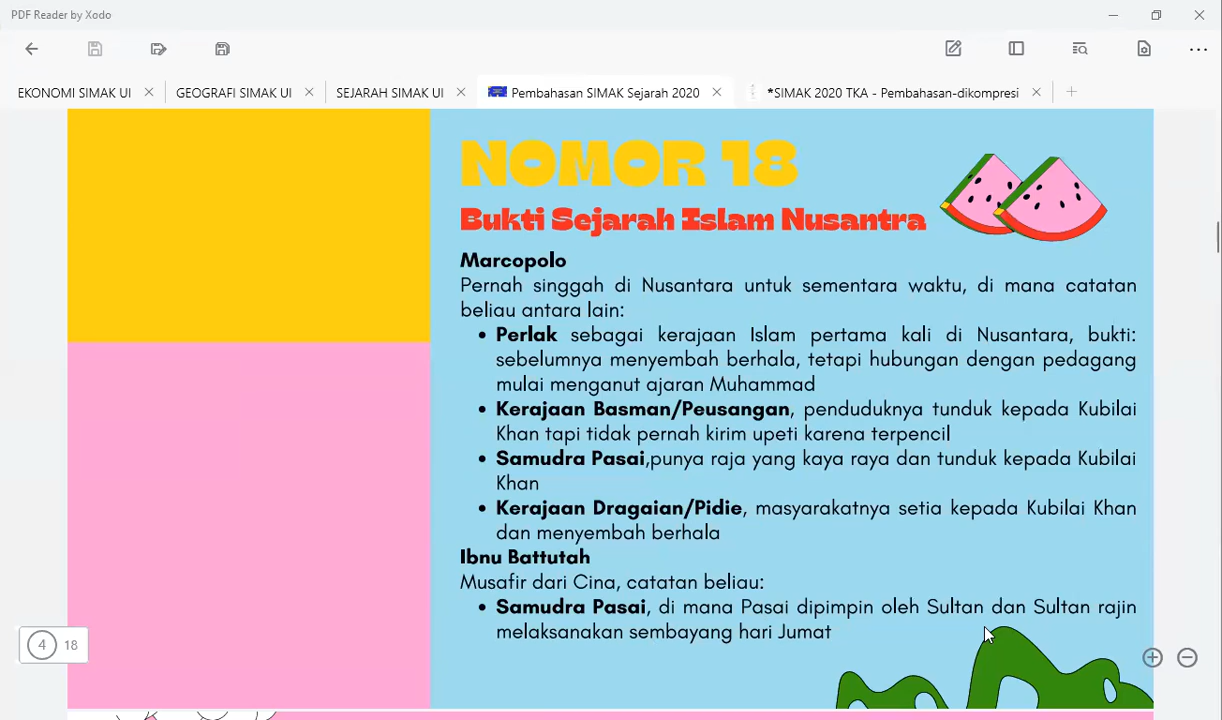 PDF Reader by Xodo
EKONOMI SIMAK UI
GEOGRAFI SIMAK UI
SEJARAH SIMAK UI
Pembahasan SIMAK Sejarah 2020
*SIMAK 2020 TKA - Pembahasan-dikompresi
NOMOR 18
Bukti Sejarah Islam Nusantra
Marcopolo
Pernah singgah di Nusantara untuk sementara waktu, di mana catatan
beliau antara lain:
• Perlak sebagai kerajaan Islam pertama kali di Nusantara, bukti:
sebelumnya menyembah berhala, tetapi hubungan dengan pedagang
mulai menganut ajaran Muhammad
• Kerajaan Basman/Peusangan, penduduknya tunduk kepada Kubilai
Khan tapi tidak pernah kirim upeti karena terpencil
• Samudra Pasai,punya raja yang kaya raya dan tunduk kepada Kubilai
Khan
• Kerajaan Dragaian/Pidie, masyarakatnya setia kepada Kubilai Khan
dan menyembah berhala
Ibnu Battutah
Musafir dari Cina, catatan beliau:
• Samudra Pasai, di mana Pasai dipimpin oleh Sultan dan Sultan rajin
melaksanakan sembayang hari Jumat
4 18